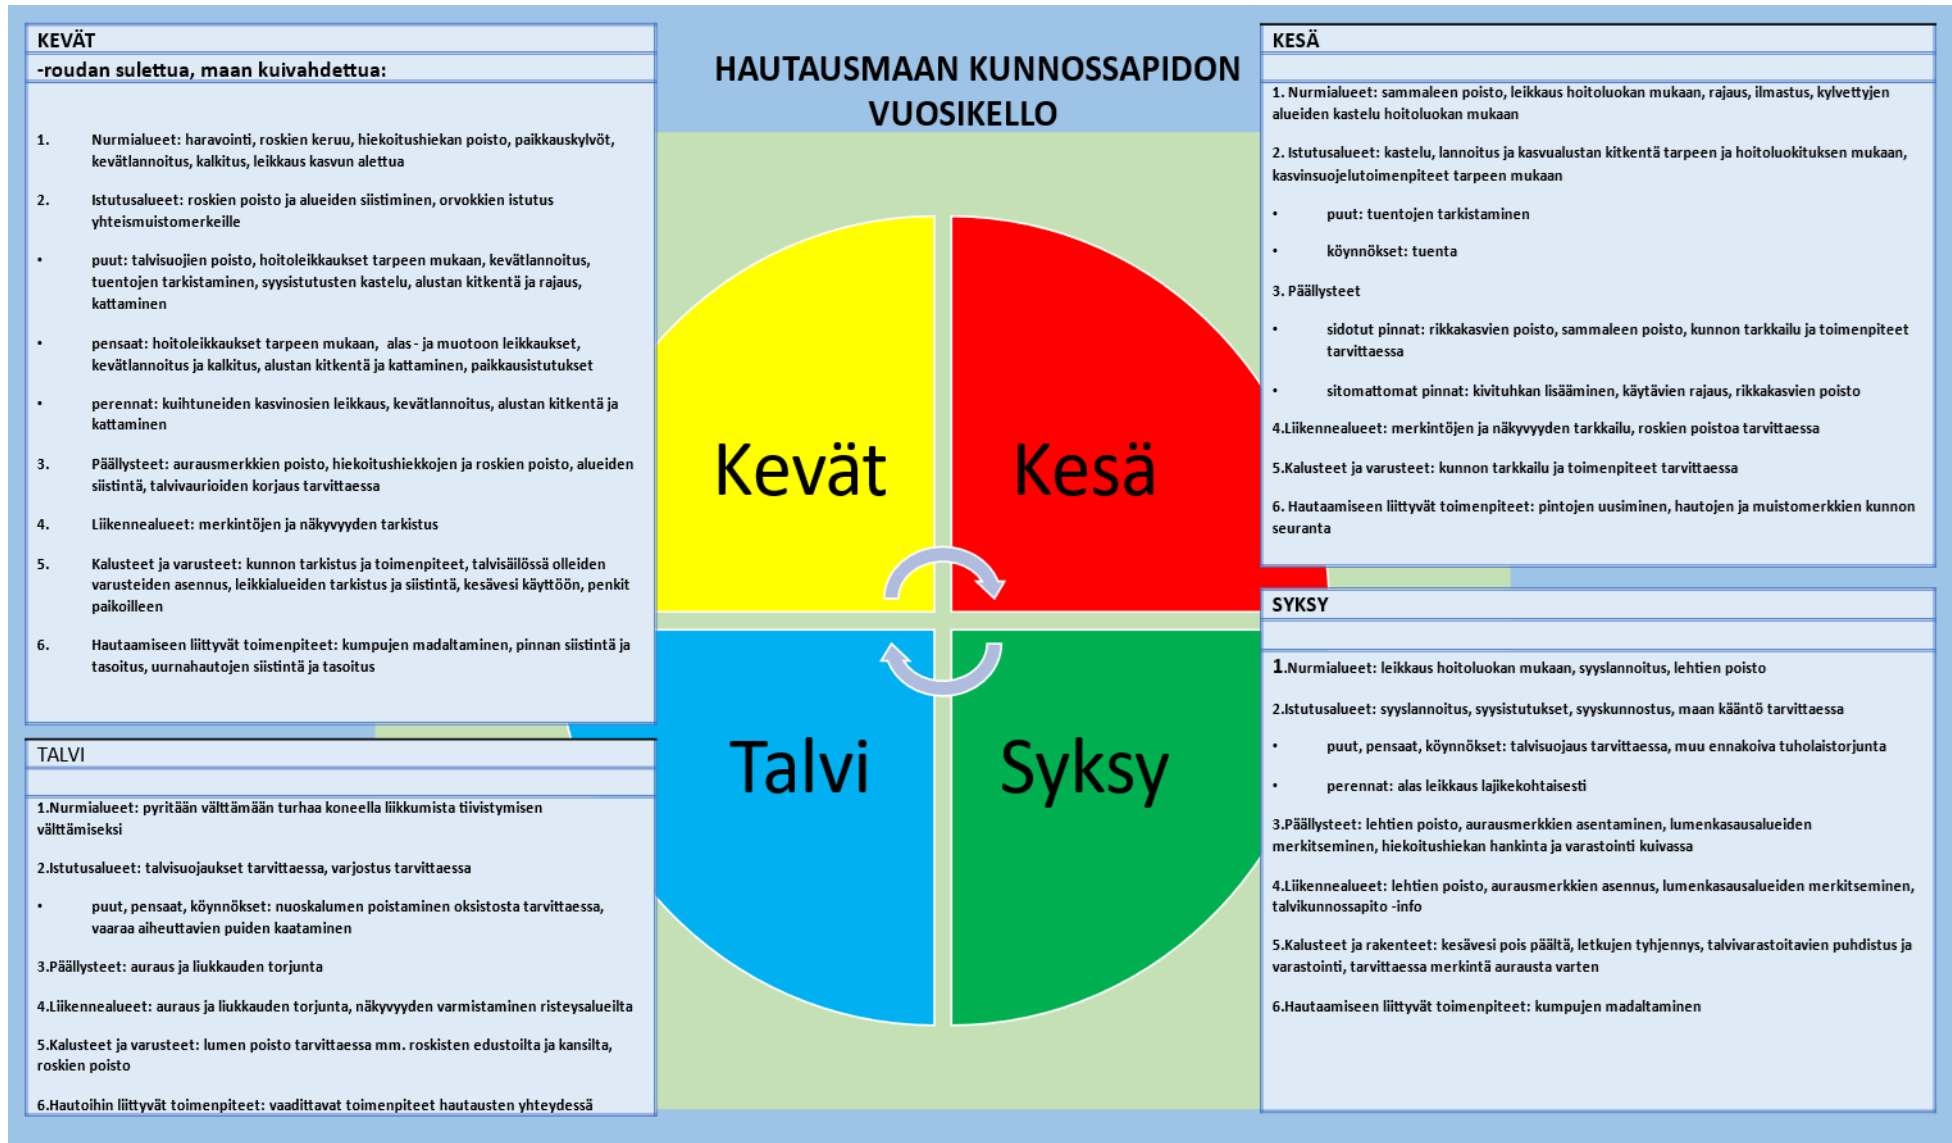 HAUTAUSMAAN KUNNOSSAPIDON
VUOSIKELLO
KEVÄT
-roudan sulettua, maan kuivahdettua:
1. Nurmialueet: haravointi, roskien keruu, hiekoitushiekan poisto, paikkauskylvöt,
kevätlannoitus, kalkitus, leikkaus kasvun alettua
2. Istutusalueet: roskien poisto ja alueiden siistiminen, orvokkien istutus
yhteismuistomerkeille
• puut: talvisuojien poisto, hoitoleikkaukset tarpeen mukaan, kevätlannoitus,
tuentojen tarkistaminen, syysistutusten kastelu, alustan kitkentä ja rajaus,
kattaminen
• pensaat: hoitoleikkaukset tarpeen mukaan, alas - ja muotoon leikkaukset,
kevätlannoitus ja kalkitus, alustan kitkentä ja kattaminen, paikkausistutukset
• perennat: kuihtuneiden kasvinosien leikkaus, kevätlannoitus, alustan kitkentä ja
kattaminen
3. Päällysteet: aurausmerkkien poisto, hiekoitushiekkojen ja roskien poisto, alueiden
siistintä, talvivaurioiden korjaus tarvittaessa
4. Liikennealueet: merkintöjen ja näkyvyyden tarkistus
5. Kalusteet ja varusteet: kunnon tarkistus ja toimenpiteet, talvisäilössä olleiden
varusteiden asennus, leikkialueiden tarkistus ja siistintä, kesävesi käyttöön, penkit
paikoilleen
6. Hautaamiseen liittyvät toimenpiteet: kumpujen madaltaminen, pinnan siistintä ja
tasoitus, uurnahautojen siistintä ja tasoitus
KESÄ
1. Nurmialueet: sammaleen poisto, leikkaus hoitoluokan mukaan, rajaus, ilmastus, kylvettyjen
alueiden kastelu hoitoluokan mukaan
2. Istutusalueet: kastelu, lannoitus ja kasvualustan kitkentä tarpeen ja hoitoluokituksen mukaan,
kasvinsuojelutoimenpiteet tarpeen mukaan
• puut: tuentojen tarkistaminen
• köynnökset: tuenta
3. Päällysteet
• sidotut pinnat: rikkakasvien poisto, sammaleen poisto, kunnon tarkkailu ja toimenpiteet
tarvittaessa
• sitomattomat pinnat: kivituhkan lisääminen, käytävien rajaus, rikkakasvien poisto
4.Liikennealueet: merkintöjen ja näkyvyyden tarkkailu, roskien poistoa tarvittaessa
5.Kalusteet ja varusteet: kunnon tarkkailu ja toimenpiteet tarvittaessa
6. Hautaamiseen liittyvät toimenpiteet: pintojen uusiminen, hautojen ja muistomerkkien kunnon
seuranta
Kevät
Kesä
Talvi
Syksy
TALVI
1.Nurmialueet: pyritään välttämään turhaa koneella liikkumista tiivistymisen
välttämiseksi
2.Istutusalueet: talvisuojaukset tarvittaessa, varjostus tarvittaessa
• puut, pensaat, köynnökset: nuoskalumen poistaminen oksistosta tarvittaessa,
vaaraa aiheuttavien puiden kaataminen
3.Päällysteet: auraus ja liukkauden torjunta
4.Liikennealueet: auraus ja liukkauden torjunta, näkyvyyden varmistaminen risteysalueilta
5.Kalusteet ja varusteet: lumen poisto tarvittaessa mm. roskisten edustoilta ja kansilta,
roskien poisto
6.Hautoihin liittyvät toimenpiteet: vaadittavat toimenpiteet hautausten yhteydessä
SYKSY
1.Nurmialueet: leikkaus hoitoluokan mukaan, syyslannoitus, lehtien poisto
2.Istutusalueet: syyslannoitus, syysistutukset, syyskunnostus, maan kääntö tarvittaessa
• puut, pensaat, köynnökset: talvisuojaus tarvittaessa, muu ennakoiva tuholaistorjunta
• perennat: alas leikkaus lajikekohtaisesti
3.Päällysteet: lehtien poisto, aurausmerkkien asentaminen, lumenkasausalueiden
merkitseminen, hiekoitushiekan hankinta ja varastointi kuivassa
4.Liikennealueet: lehtien poisto, aurausmerkkien asennus, lumenkasausalueiden merkitseminen,
talvikunnossapito -info
5.Kalusteet ja rakenteet: kesävesi pois päältä, letkujen tyhjennys, talvivarastoitavien puhdistus ja
varastointi, tarvittaessa merkintä aurausta varten
6.Hautaamiseen liittyvät toimenpiteet: kumpujen madaltaminen